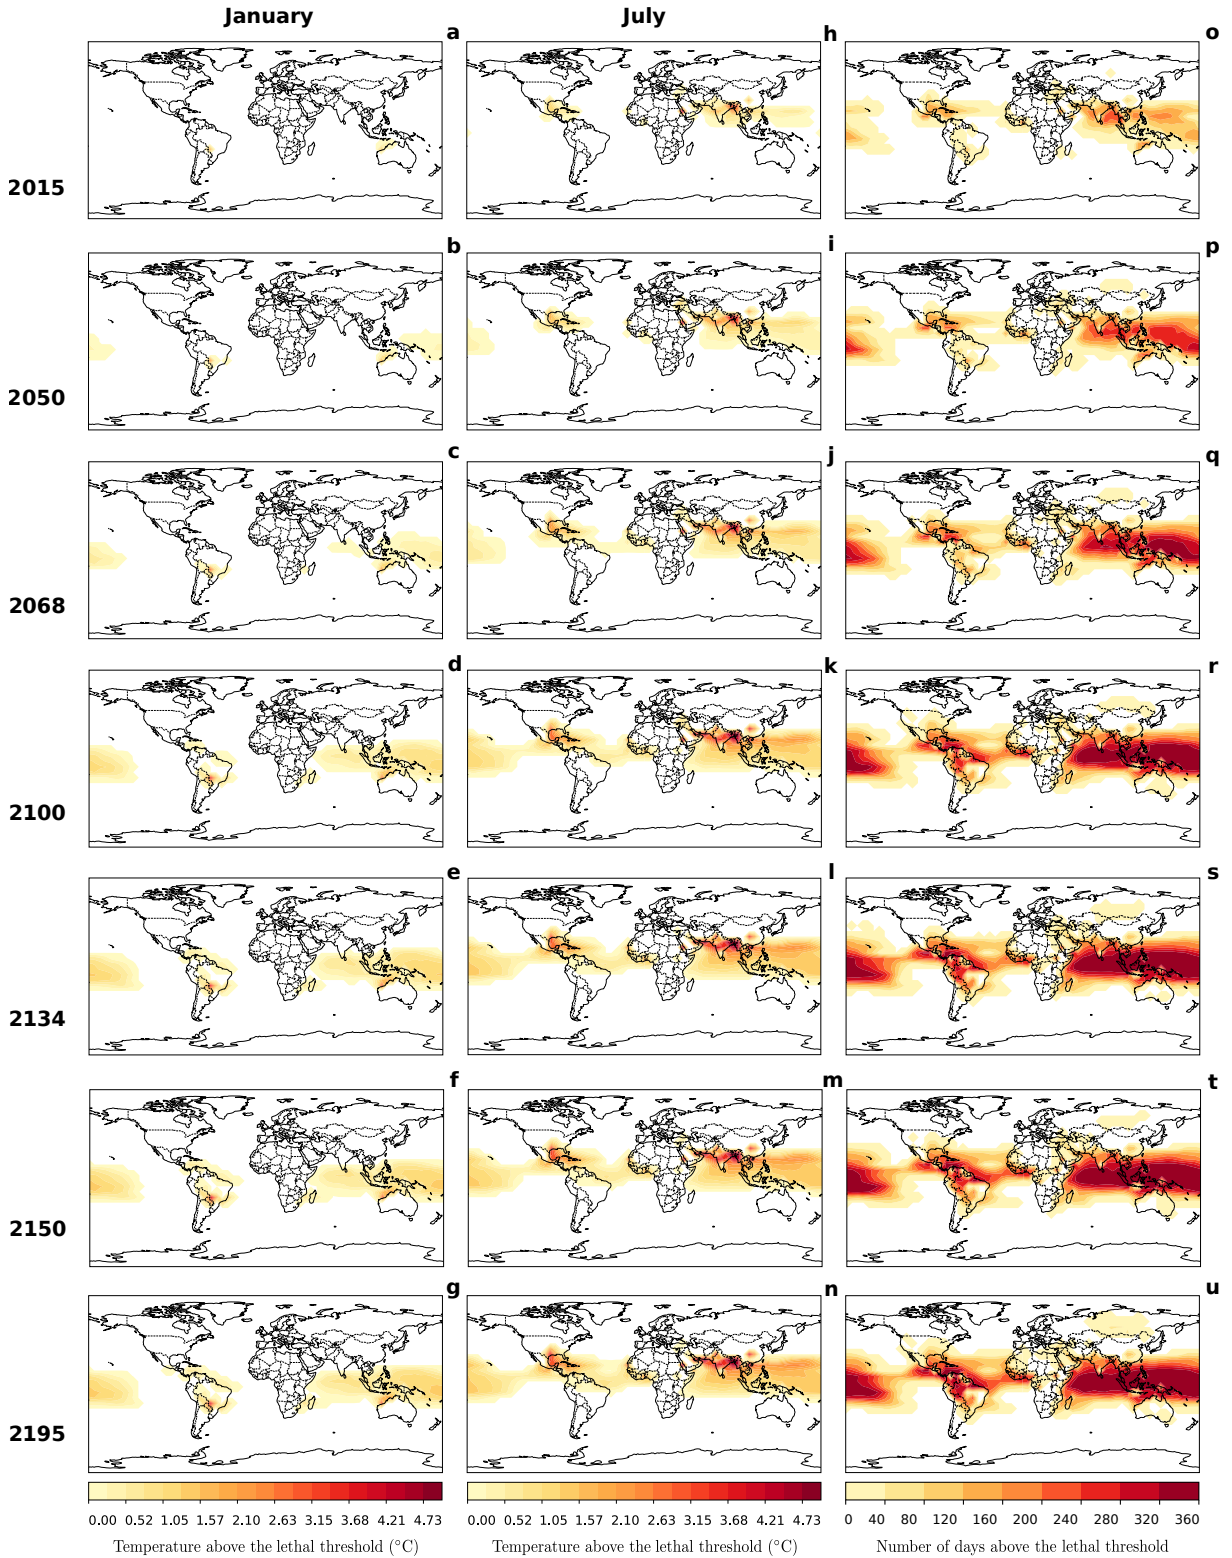 January July
a h o
2015
b i p
2050
c j q
2068
d k r
2100
e l s
2134
f m t
2150
g n u
2195
0.00 0.52 1.05 1.57 2.10 2.63 3.15 3.68 4.21 4.73 0.00 0.52 1.05 1.57 2.10 2.63 3.15 3.68 4.21 4.73 0 40 80 120 160 200 240 280 320 360
Temperature above the lethal threshold (°C) Temperature above the lethal threshold (°C) Number of days above the lethal threshold